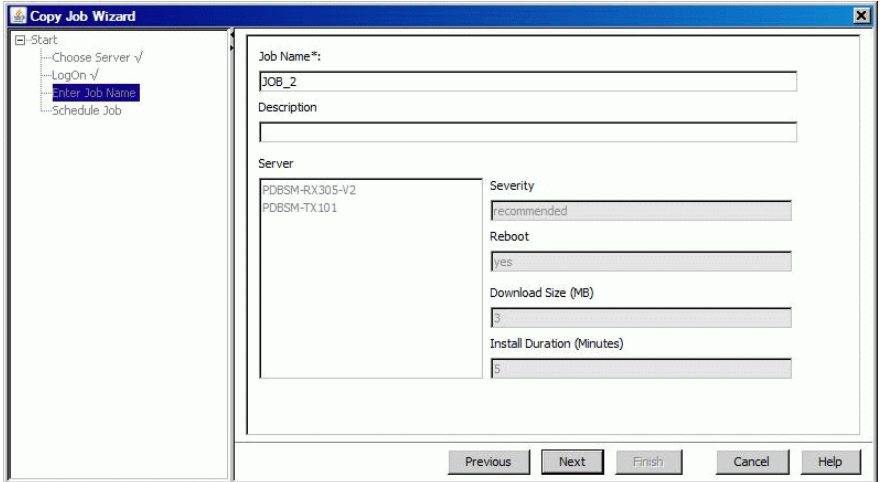 Copy Job Wizard
Start
Choose Server √
LogOn √
Enter Job Name
Schedule Job
Job Name*:
JOB_2
Description
Server
PDBSM-RX305-V2
PDBSM-TX101
Severity
recommended
Reboot
yes
Download Size (MB)
3
Install Duration (Minutes)
5
Previous Next Finish Cancel Help